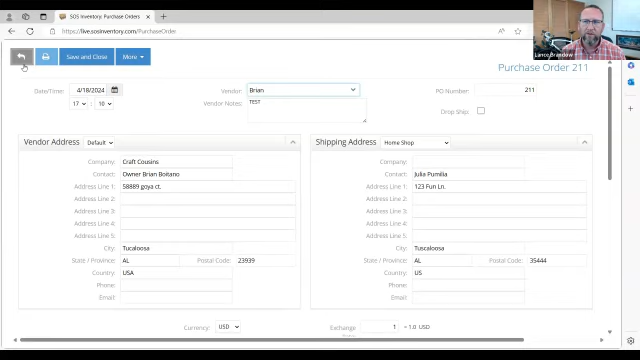 SOS Inventory: Purchase Orders
https://live.sosinventory.com/PurchaseOrder
Lance Brandow
Save and Close
More
Purchase Order 211
Date/Time:
4/18/2024
17 : 10
Vendor:
Brian
Vendor Notes:
TEST
PO Number:
211
Drop Ship:
Vendor Address
Default
Company:
Craft Cousins
Contact:
Owner Brian Boitano
Address Line 1:
58889 goya ct.
Address Line 2:
Address Line 3:
Address Line 4:
Address Line 5:
City:
Tucaloosa
State / Province:
AL
Postal Code:
23939
Country:
USA
Phone:
Email:
Shipping Address
Home Shop
Company:
Contact:
Julia Pumilia
Address Line 1:
123 Fun Ln.
Address Line 2:
Address Line 3:
Address Line 4:
Address Line 5:
City:
Tuscaloosa
State / Province:
AL
Postal Code:
35444
Country:
US
Phone:
Email:
Currency:
USD
Exchange
1
= 1.0 USD